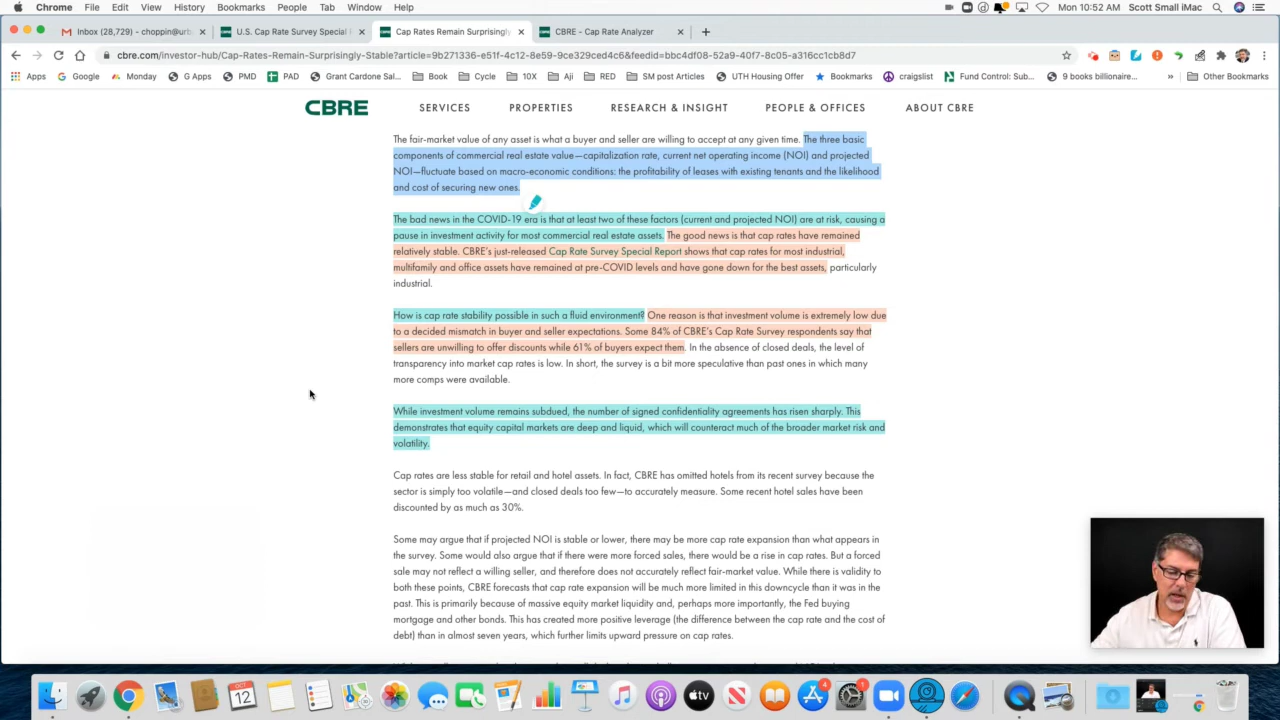 Chrome File Edit View History Bookmarks People Tab Window Help
Mon 10:52 AM Scott Small iMac
Inbox (28,729) - choppin@urb
U.S. Cap Rate Survey Special F
Cap Rates Remain Surprisingly
CBRE - Cap Rate Analyzer
cbre.com/investor-hub/Cap-Rates-Remain-Surprisingly-Stable?article=9b271336-e51f-4c12-8e59-9ce329ced4c6&feedid=bbc4df08-52a9-40f7-8c05-a316cc1cb8d7
Apps Google Monday G Apps PMD PAD Grant Cardone Sal... Book Cycle 10X Aji RED SM post Articles UTH Housing Offer Bookmarks craigslist Fund Control: Sub... 9 books billionaire... » Other Bookmarks
CBRE SERVICES PROPERTIES RESEARCH & INSIGHT PEOPLE & OFFICES ABOUT CBRE
The fair-market value of any asset is what a buyer and seller are willing to accept at any given time. The three basic
components of commercial real estate value—capitalization rate, current net operating income (NOI) and projected
NOI—fluctuate based on macro-economic conditions: the profitability of leases with existing tenants and the likelihood
and cost of securing new ones.
The bad news in the COVID-19 era is that at least two of these factors (current and projected NOI) are at risk, causing a
pause in investment activity for most commercial real estate assets. The good news is that cap rates have remained
relatively stable. CBRE's just-released Cap Rate Survey Special Report shows that cap rates for most industrial,
multifamily and office assets have remained at pre-COVID levels and have gone down for the best assets, particularly
industrial.
How is cap rate stability possible in such a fluid environment? One reason is that investment volume is extremely low due
to a decided mismatch in buyer and seller expectations. Some 84% of CBRE's Cap Rate Survey respondents say that
sellers are unwilling to offer discounts while 61% of buyers expect them. In the absence of closed deals, the level of
transparency into market cap rates is low. In short, the survey is a bit more speculative than past ones in which many
more comps were available.
While investment volume remains subdued, the number of signed confidentiality agreements has risen sharply. This
demonstrates that equity capital markets are deep and liquid, which will counteract much of the broader market risk and
volatility.
Cap rates are less stable for retail and hotel assets. In fact, CBRE has omitted hotels from its recent survey because the
sector is simply too volatile—and closed deals too few—to accurately measure. Some recent hotel sales have been
discounted by as much as 30%.
Some may argue that if projected NOI is stable or lower, there may be more cap rate expansion than what appears in
the survey. Some would also argue that if there were more forced sales, there would be a rise in cap rates. But a forced
sale may not reflect a willing seller, and therefore does not accurately reflect fair-market value. While there is validity to
both these points, CBRE forecasts that cap rate expansion will be much more limited in this downcycle than it was in the
past. This is primarily because of massive equity market liquidity and, perhaps more importantly, the Fed buying
mortgage and other bonds. This has created more positive leverage (the difference between the cap rate and the cost of
debt) than in almost seven years, which further limits upward pressure on cap rates.
OCT
12
tv
4
1